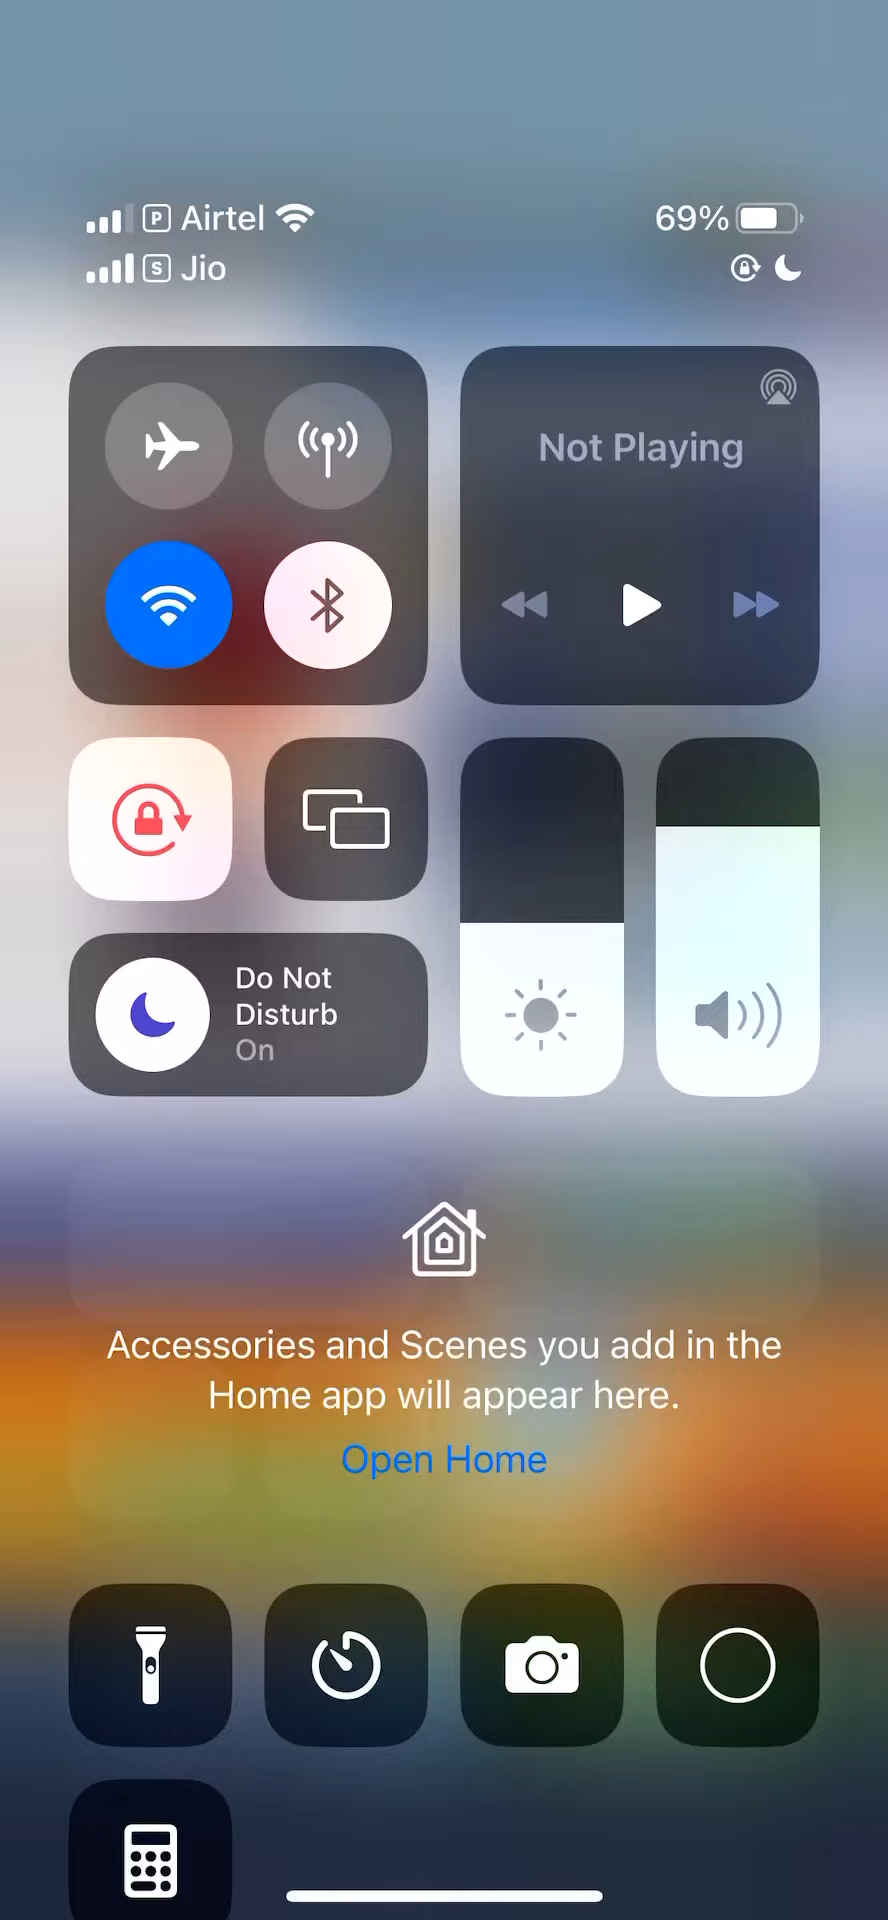 P Airtel
69%
S Jio
Not Playing
Do Not
Disturb
On
Accessories and Scenes you add in the
Home app will appear here.
Open Home